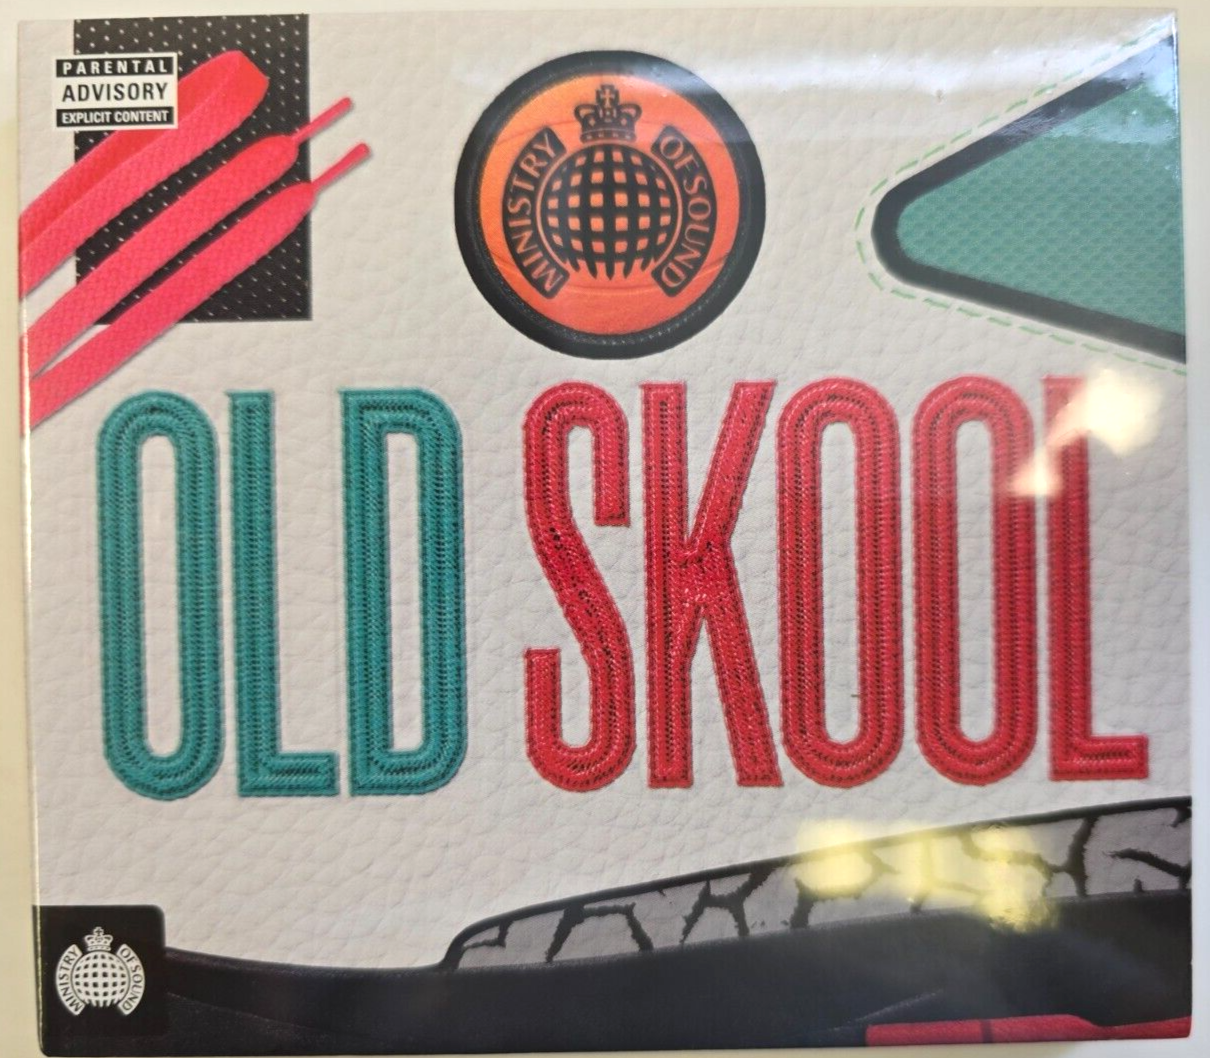 PARENTAL
ADVISORY
EXPLICIT CONTENT
MINISTRY OF SOUND
OLD SKOOL
MINISTRY OF SOUND